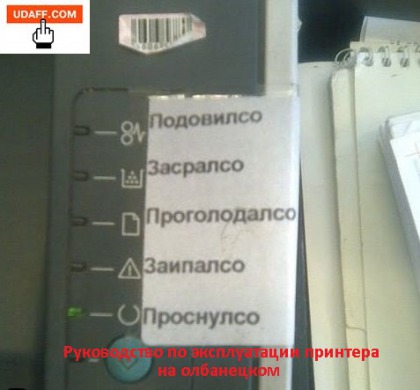 UDAFF.COM
Подовилсо
Засралсо
Проголодалсо
Заипалсо
Проснулсо
Руководство по эксплуатации принтера
на олбанецком